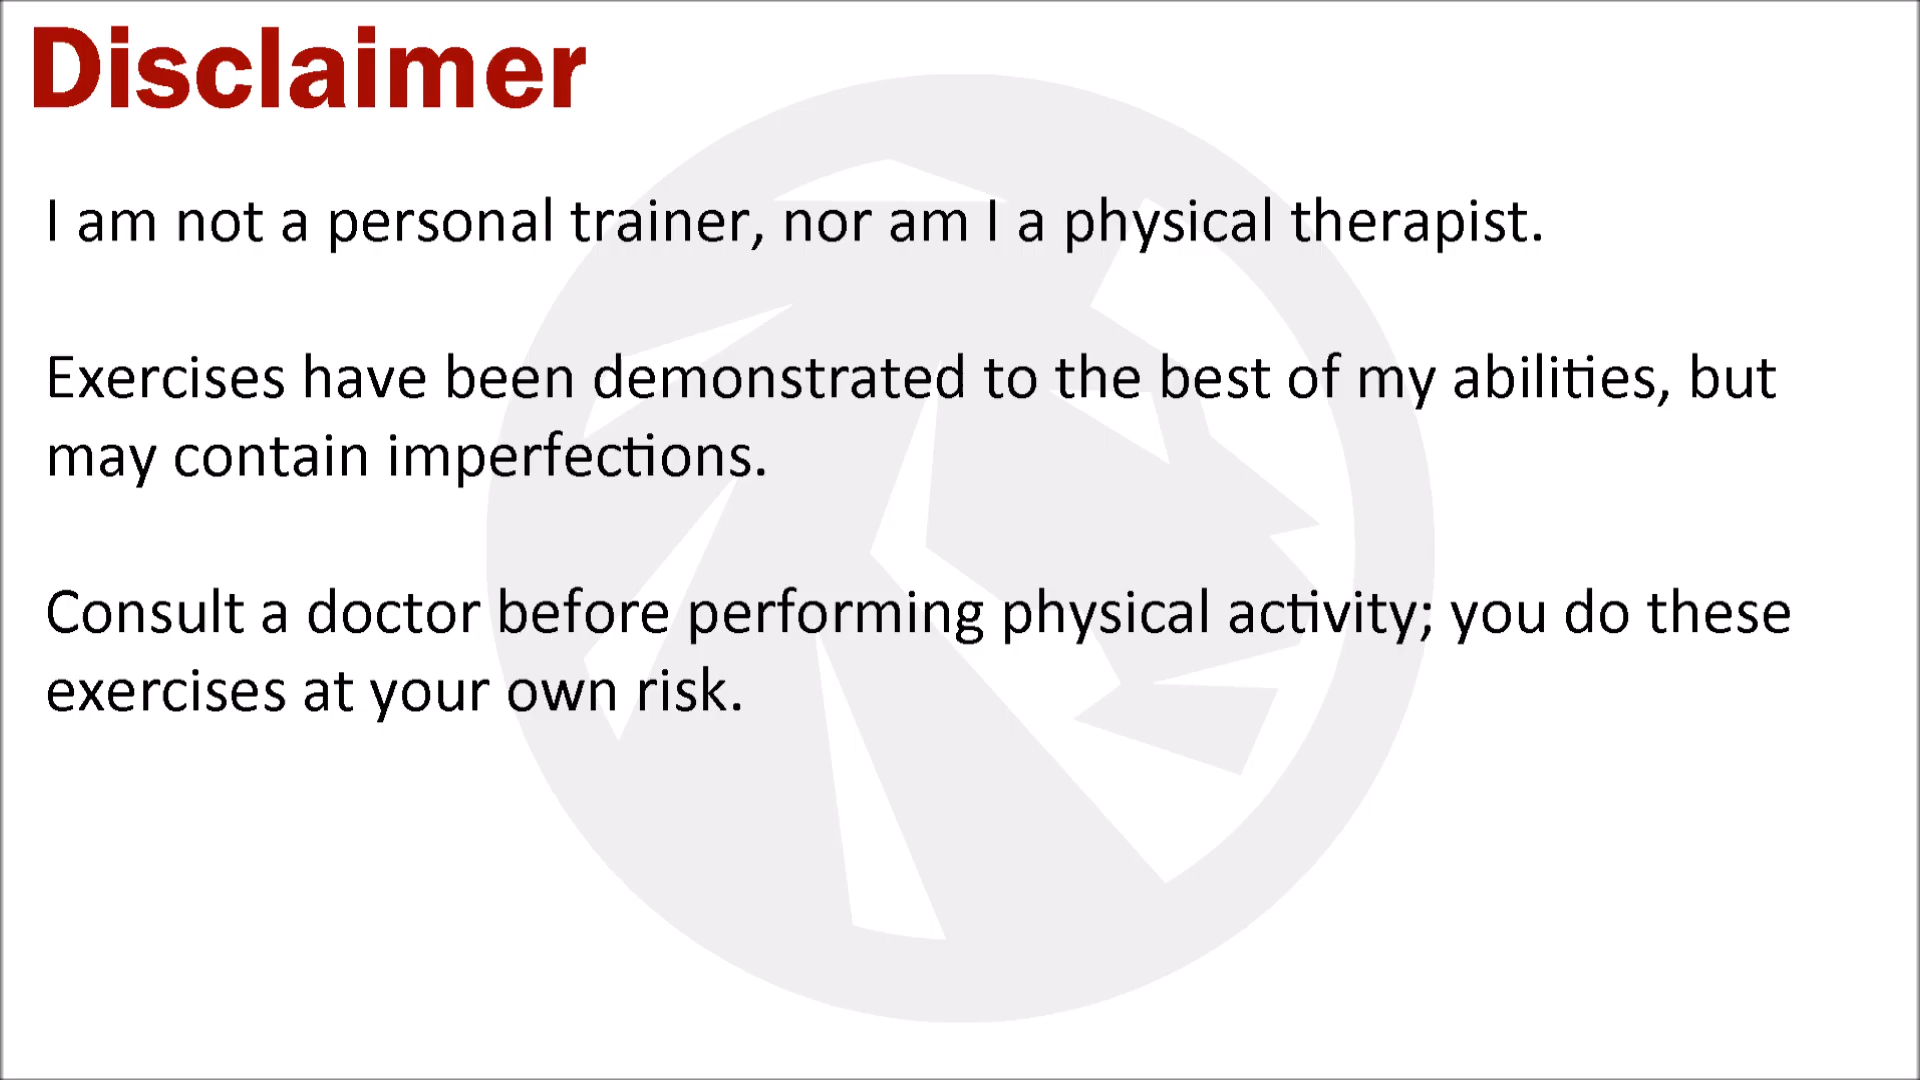 Disclaimer
I am not a personal trainer, nor am I a physical therapist.
Exercises have been demonstrated to the best of my abilities, but
may contain imperfections.
Consult a doctor before performing physical activity; you do these
exercises at your own risk.